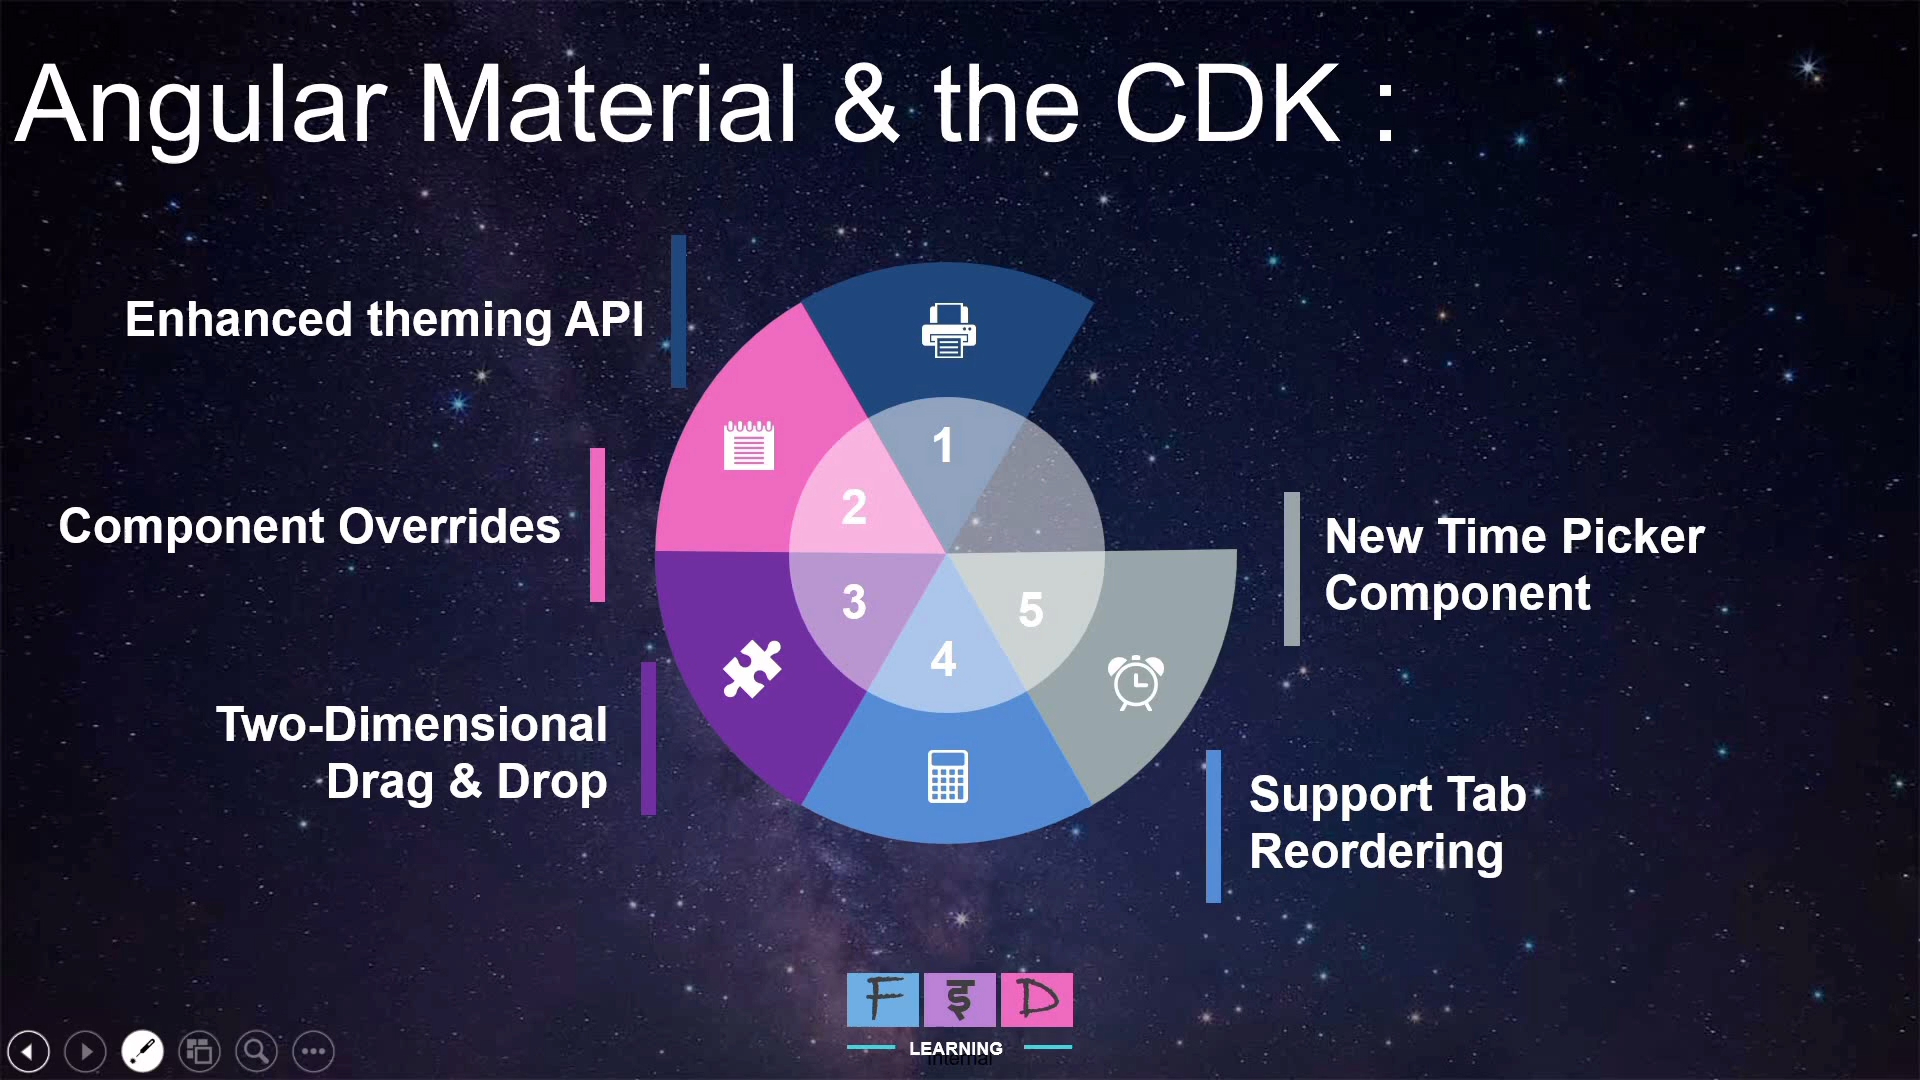 Angular Material & the CDK :
Enhanced theming API
Component Overrides
Two-Dimensional
Drag & Drop
1
2
3
4
5
New Time Picker
Component
Support Tab
Reordering
F इ D
LEARNING
Internal